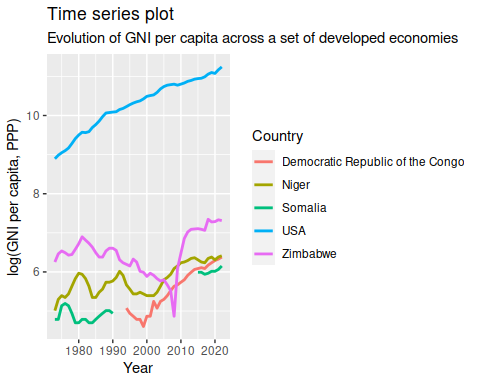 Time series plot
Evolution of GNI per capita across a set of developed economies
log(GNI per capita, PPP)
10
8
6
1980 1990 2000 2010 2020
Year
Country
Democratic Republic of the Congo
Niger
Somalia
USA
Zimbabwe